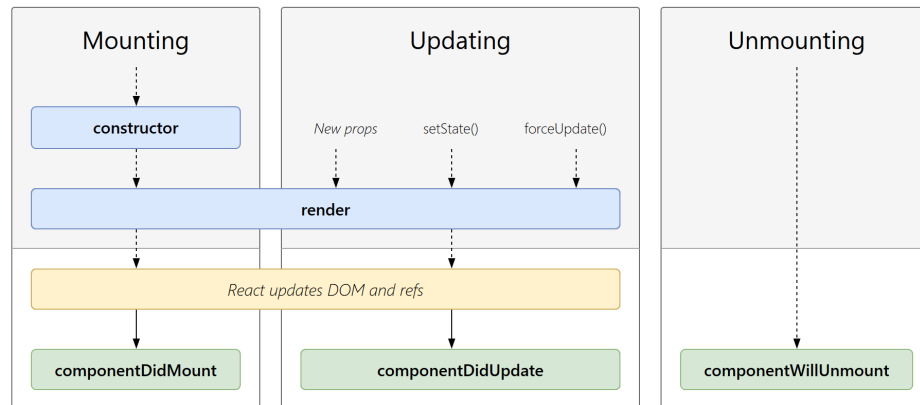 Mounting
Updating
Unmounting
constructor
New props
setState()
forceUpdate()
render
React updates DOM and refs
componentDidMount
componentDidUpdate
componentWillUnmount